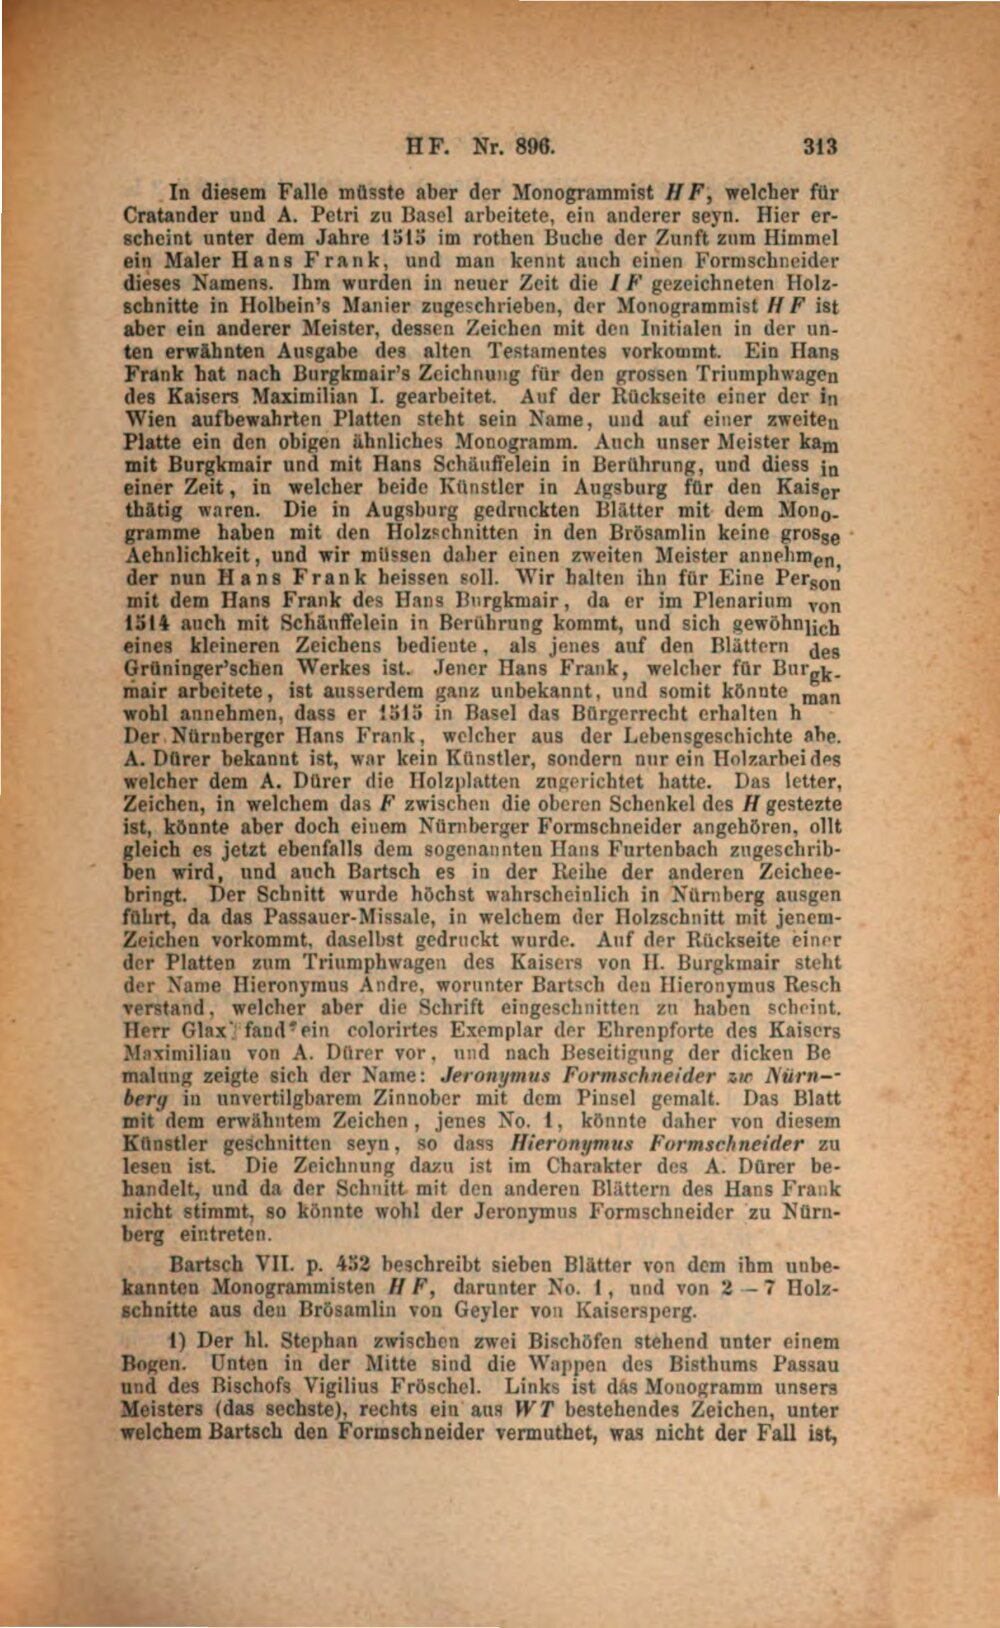 HF. Nr. 896. 313
In diesem Falle müsste aber der Monogrammist HF, welcher für
Cratander und A. Petri zu Basel arbeitete, ein anderer seyn. Hier er-
scheint unter dem Jahre 1515 im rothen Buche der Zunft zum Himmel
ein Maler Hans Frank, und man kennt auch einen Formschneider
dieses Namens. Ihm wurden in neuer Zeit die IF gezeichneten Holz-
schnitte in Holbein's Manier zugeschrieben, der Monogrammist HF ist
aber ein anderer Meister, dessen Zeichen mit den Initialen in der un-
ten erwähnten Ausgabe des alten Testamentes vorkommt. Ein Hans
Frank hat nach Burgkmair's Zeichnung für den grossen Triumphwagen
des Kaisers Maximilian I. gearbeitet. Auf der Rückseite einer der in
Wien aufbewahrten Platten steht sein Name, und auf einer zweiten
Platte ein den obigen ähnliches Monogramm. Auch unser Meister kam
mit Burgkmair und mit Hans Schäuffelein in Berührung, und diess in
einer Zeit, in welcher beide Künstler in Augsburg für den Kaiser
thätig waren. Die in Augsburg gedruckten Blätter mit dem Mono-
gramme haben mit den Holzschnitten in den Brösamlin keine grosse
Aehnlichkeit, und wir müssen daher einen zweiten Meister annehmen,
der nun Hans Frank heissen soll. Wir halten ihn für Eine Person
mit dem Hans Frank des Hans Burgkmair, da er im Plenarium von
1514 auch mit Schäuffelein in Berührung kommt, und sich gewöhnlich
eines kleineren Zeichens bediente, als jenes auf den Blättern des
Grüninger'schen Werkes ist. Jener Hans Frank, welcher für Burgk-
mair arbeitete, ist ausserdem ganz unbekannt, und somit könnte man
wohl annehmen, dass er 1515 in Basel das Bürgerrecht erhalten h
Der Nürnberger Hans Frank, welcher aus der Lebensgeschichte abe.
A. Dürer bekannt ist, war kein Künstler, sondern nur ein Holzarbeides
welcher dem A. Dürer die Holzplatten zugerichtet hatte. Das letter,
Zeichen, in welchem das F zwischen die oberen Schenkel des H gestezte
ist, könnte aber doch einem Nürnberger Formschneider angehören, ollt
gleich es jetzt ebenfalls dem sogenannten Hans Furtenbach zugeschrib-
ben wird, und auch Bartsch es in der Reihe der anderen Zeichee-
bringt. Der Schnitt wurde höchst wahrscheinlich in Nürnberg ausgen
führt, da das Passauer-Missale, in welchem der Holzschnitt mit jenem-
Zeichen vorkommt, daselbst gedruckt wurde. Auf der Rückseite einer
der Platten zum Triumphwagen des Kaisers von H. Burgkmair steht
der Name Hieronymus Andre, worunter Bartsch den Hieronymus Resch
verstand, welcher aber die Schrift eingeschnitten zu haben scheint.
Herr Glax fand ein colorirtes Exemplar der Ehrenpforte des Kaisers
Maximilian von A. Dürer vor, und nach Beseitigung der dicken Be
malung zeigte sich der Name: Jeronymus Formschneider zw Nürn--
berg in unvertilgbarem Zinnober mit dem Pinsel gemalt. Das Blatt
mit dem erwähntem Zeichen, jenes No. 1, könnte daher von diesem
Künstler geschnitten seyn, so dass Hieronymus Formschneider zu
lesen ist. Die Zeichnung dazu ist im Charakter des A. Dürer be-
handelt, und da der Schnitt mit den anderen Blättern des Hans Frank
nicht stimmt, so könnte wohl der Jeronymus Formschneider zu Nürn-
berg eintreten.
Bartsch VII. p. 452 beschreibt sieben Blätter von dem ihm unbe-
kannten Monogrammisten HF, darunter No. 1, und von 2 — 7 Holz-
schnitte aus den Brösamlin von Geyler von Kaisersperg.
1) Der hl. Stephan zwischen zwei Bischöfen stehend unter einem
Bogen. Unten in der Mitte sind die Wappen des Bisthums Passau
und des Bischofs Vigilius Fröschel. Links ist das Monogramm unsers
Meisters (das sechste), rechts ein aus WT bestehendes Zeichen, unter
welchem Bartsch den Formschneider vermuthet, was nicht der Fall ist,